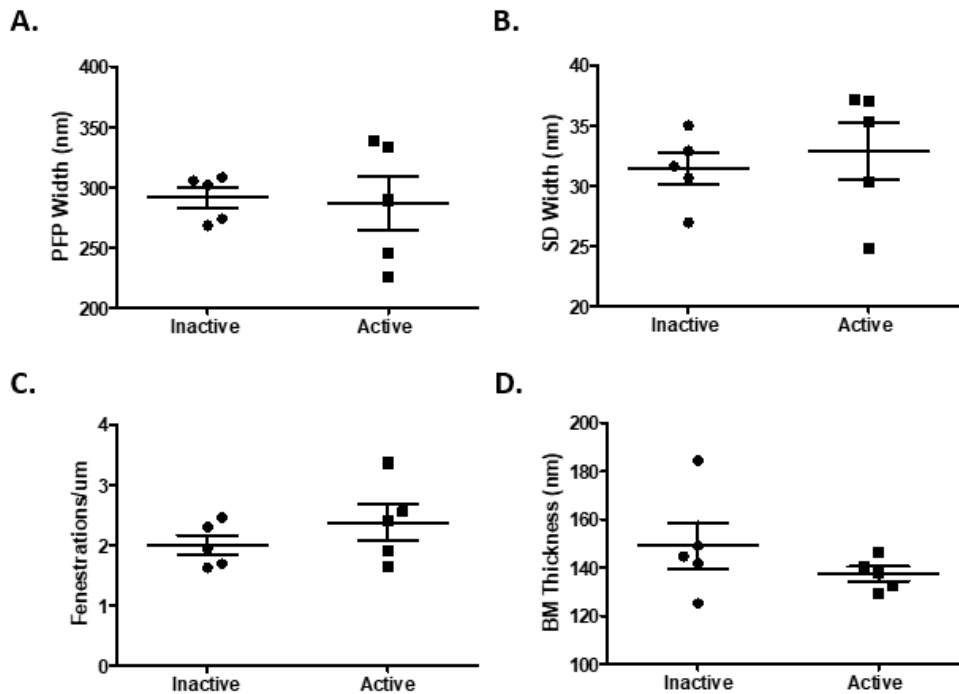 A.
PFP Width (nm)
400
350
300
250
200
Inactive Active
B.
SD Width (nm)
40
35
30
25
20
Inactive Active
C.
Fenestrations/um
4
3
2
1
0
Inactive Active
D.
BM Thickness (nm)
200
180
160
140
120
100
Inactive Active